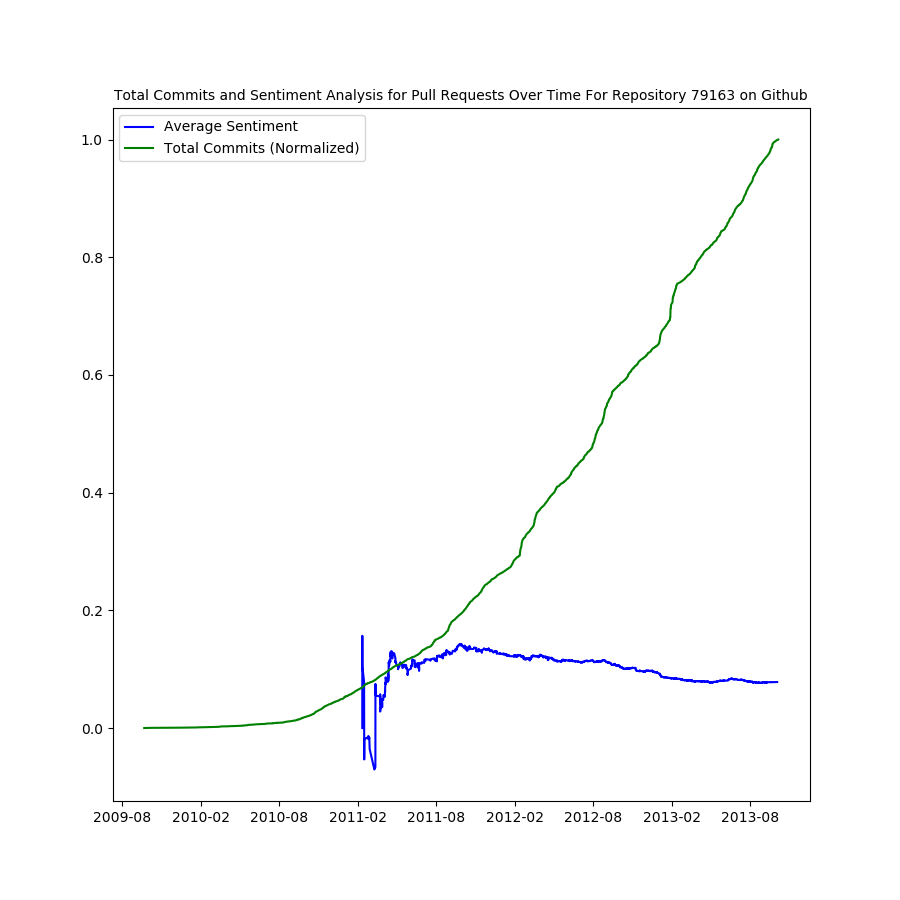 Total Commits and Sentiment Analysis for Pull Requests Over Time For Repository 79163 on Github
Average Sentiment
Total Commits (Normalized)
1.0
0.8
0.6
0.4
0.2
0.0
2009-08 2010-02 2010-08 2011-02 2011-08 2012-02 2012-08 2013-02 2013-08